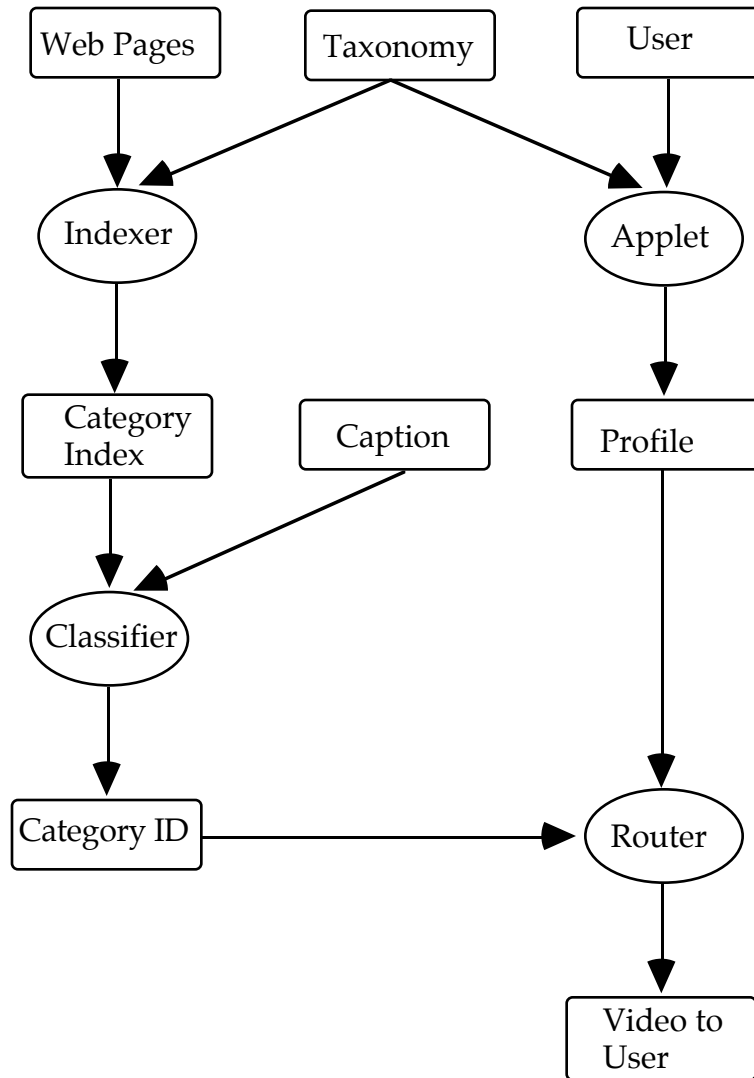 Web Pages
Taxonomy
User
Indexer
Applet
Category
Index
Caption
Profile
Classifier
Category ID
Router
Video to
User